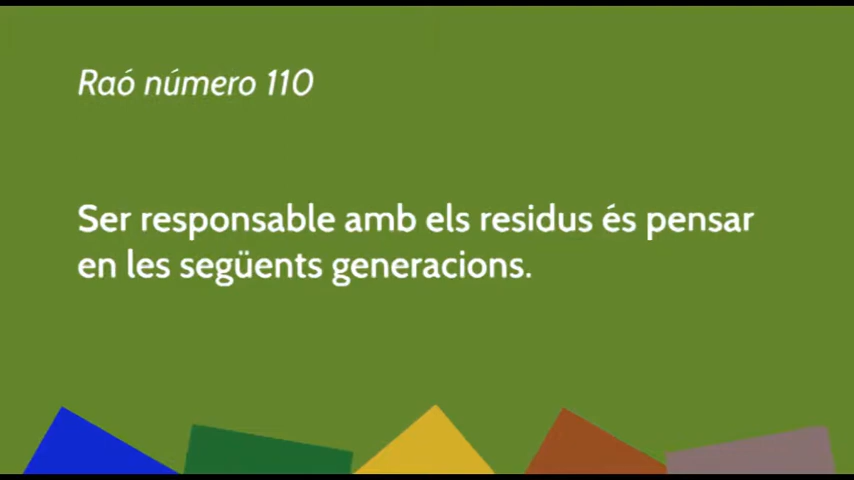 Raó número 110
Ser responsable amb els residus és pensar
en les següents generacions.